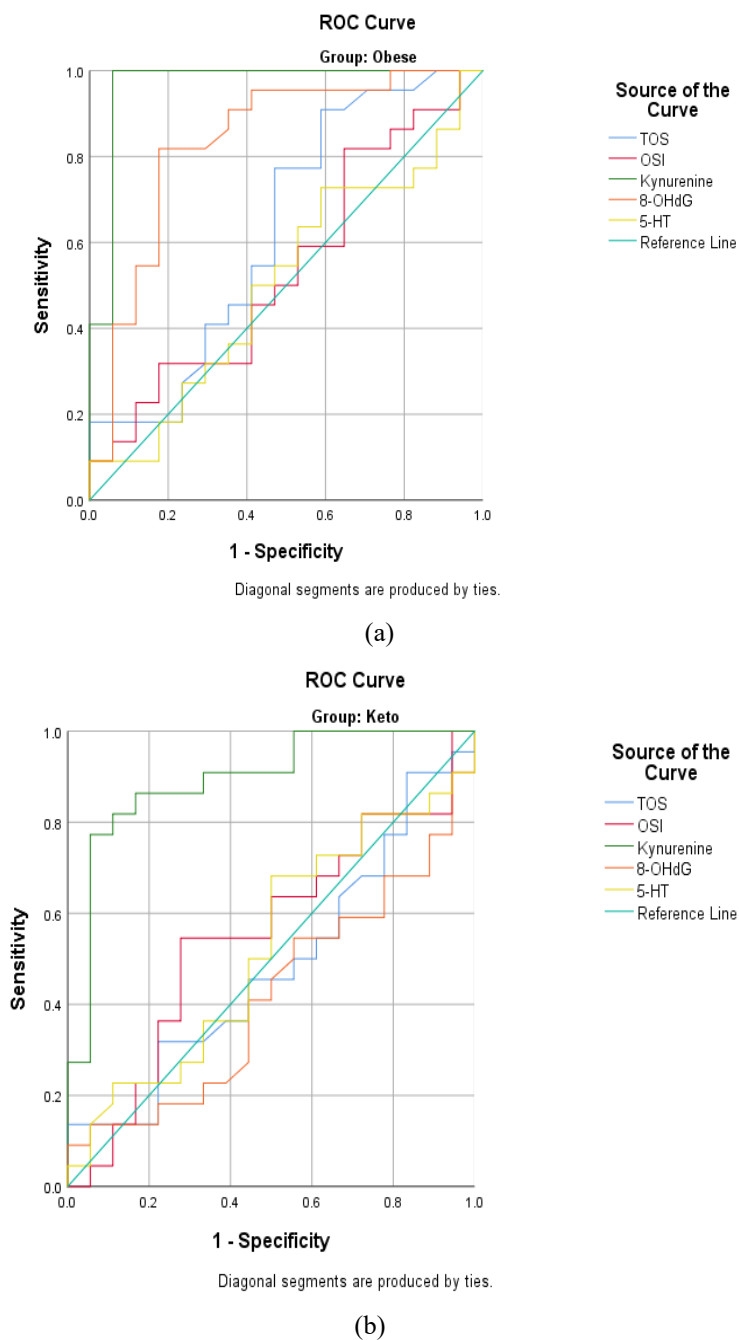 ROC Curve
Group: Obese
1.0
0.8
0.6
0.4
0.2
0.0
0.0 0.2 0.4 0.6 0.8 1.0
Sensitivity
1 - Specificity
Source of the
Curve
TOS
OSI
Kynurenine
8-OHdG
5-HT
Reference Line
Diagonal segments are produced by ties.
(a)
ROC Curve
Group: Keto
1.0
0.8
0.6
0.4
0.2
0.0
0.0 0.2 0.4 0.6 0.8 1.0
Sensitivity
1 - Specificity
Source of the
Curve
TOS
OSI
Kynurenine
8-OHdG
5-HT
Reference Line
Diagonal segments are produced by ties.
(b)